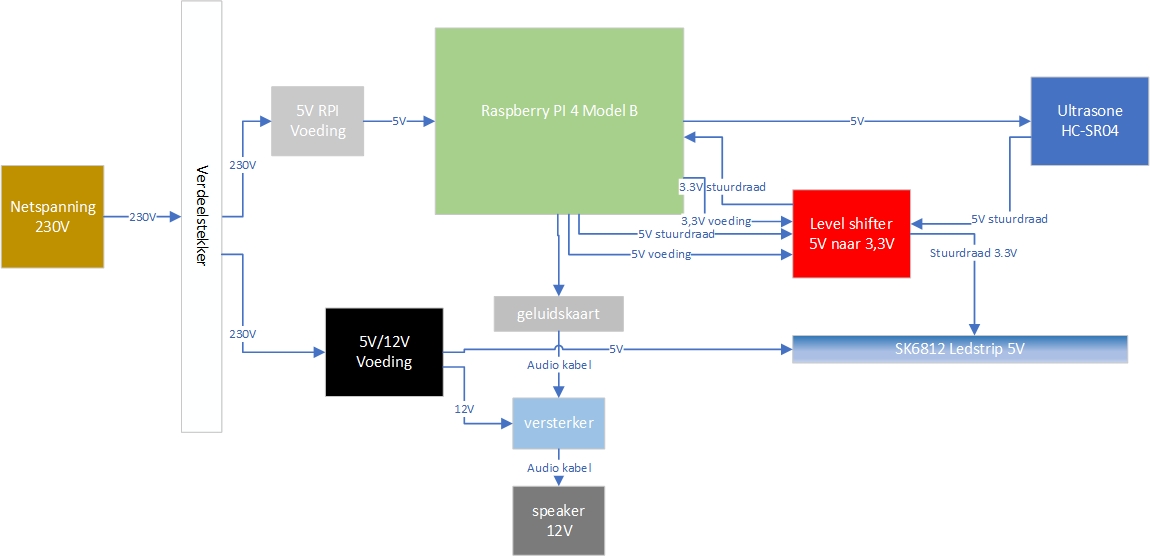 5V RPI
Voeding
5V
Raspberry PI 4 Model B
5V
Ultrasone
HC-SR04
230V
Verdeelstekker
Netspanning
230V
230V
3.3V stuurdraad
3,3V voeding
5V stuurdraad
5V voeding
Level shifter
5V naar 3,3V
5V stuurdraad
Stuurdraad 3.3V
geluidskaart
230V
5V/12V
Voeding
5V
SK6812 Ledstrip 5V
Audio kabel
12V
versterker
Audio kabel
speaker
12V